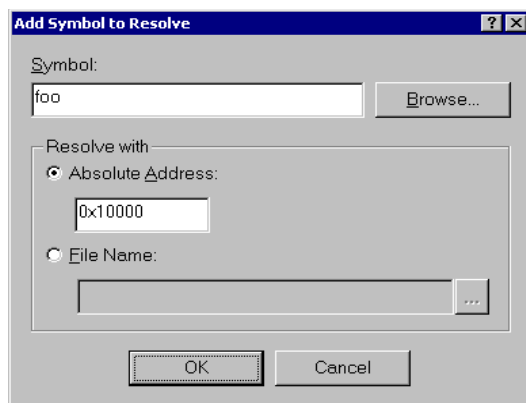 Add Symbol to Resolve
Symbol:
foo
Browse...
Resolve with
Absolute Address:
0x10000
File Name:
...
OK
Cancel